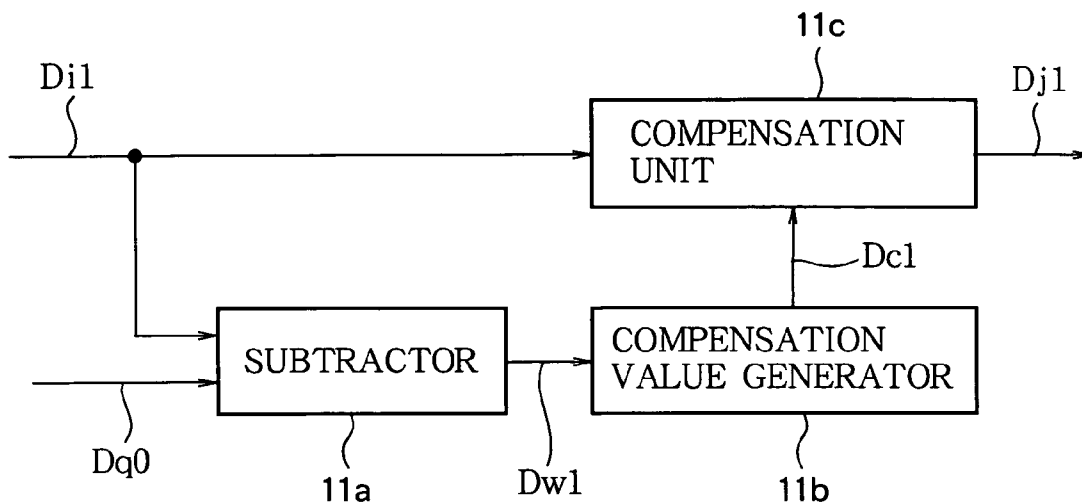 11c
Di1
Dj1
COMPENSATION
UNIT
Dc1
SUBTRACTOR
COMPENSATION
VALUE GENERATOR
Dq0
11a
Dw1
11b